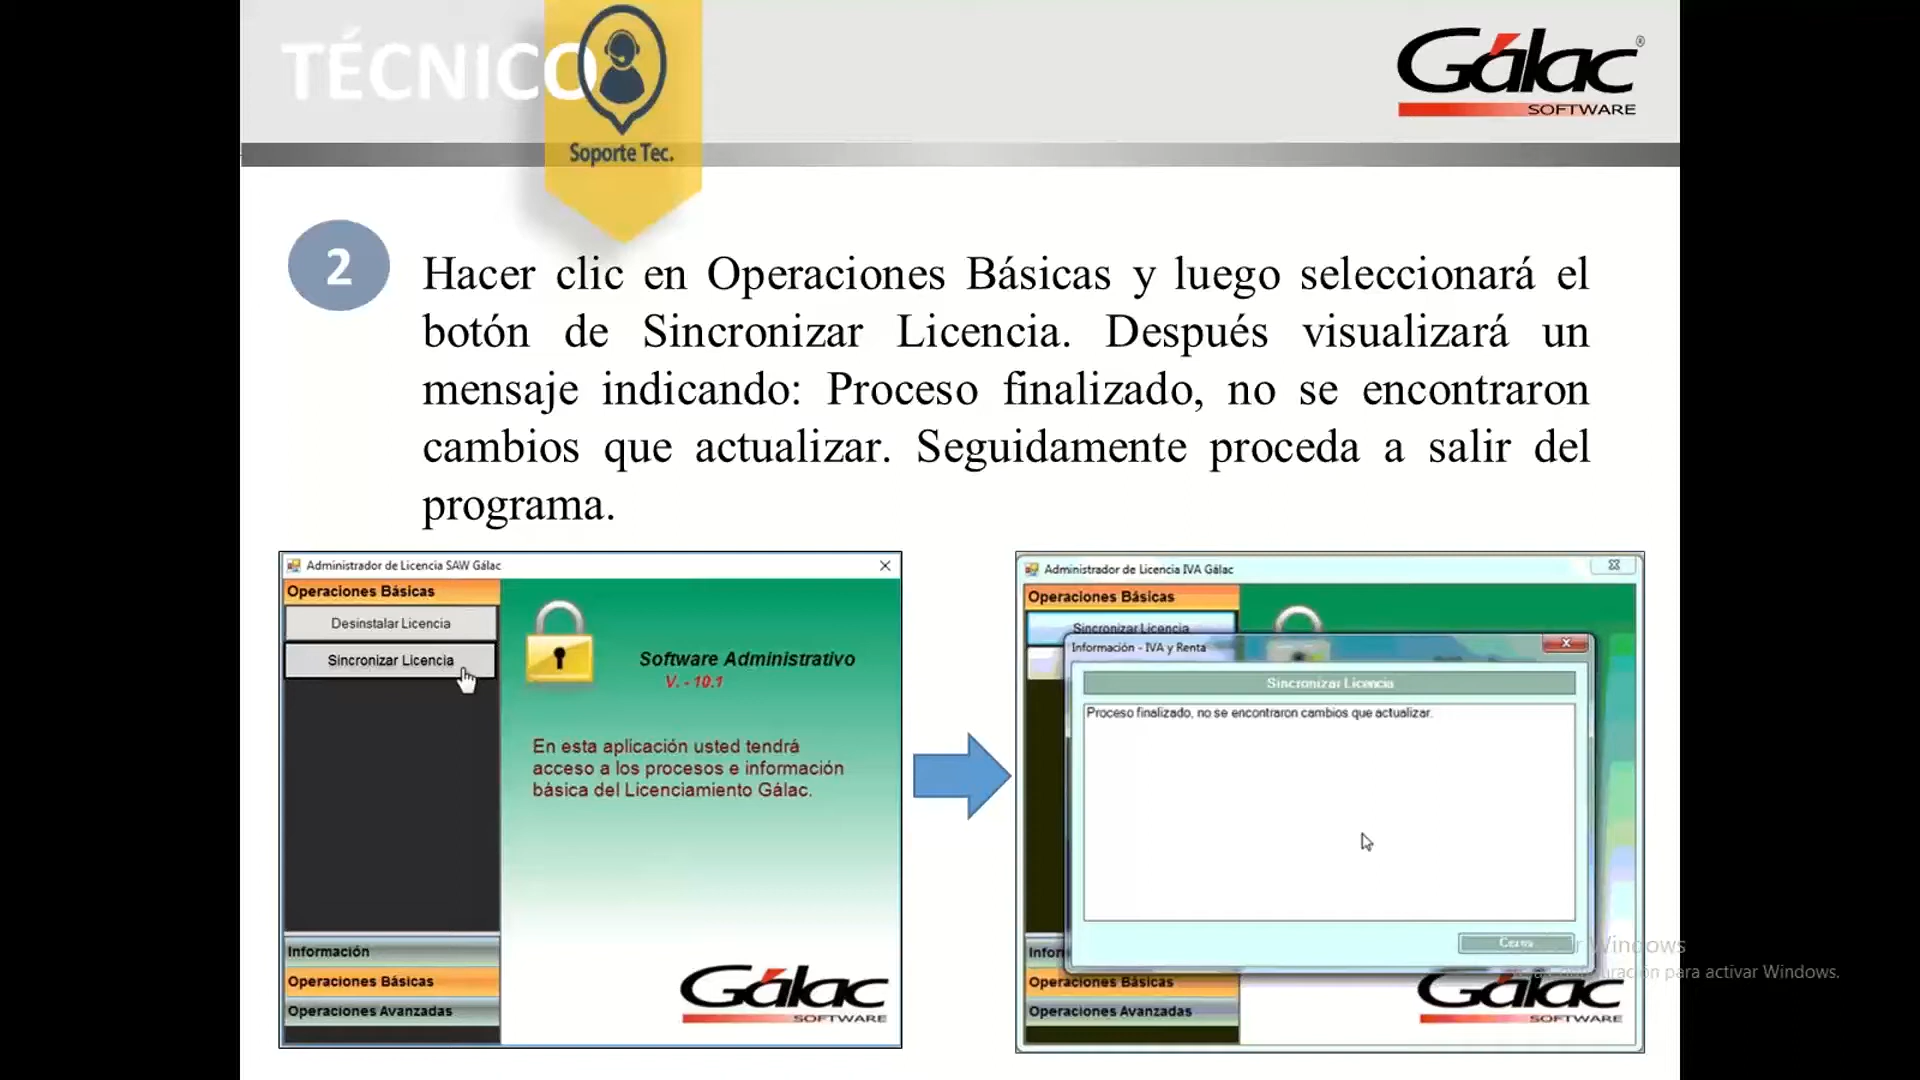 TÉCNICO
Soporte Tec.
Gálac®
SOFTWARE
2
Hacer clic en Operaciones Básicas y luego seleccionará el
botón de Sincronizar Licencia. Después visualizará un
mensaje indicando: Proceso finalizado, no se encontraron
cambios que actualizar. Seguidamente proceda a salir del
programa.
Administrador de Licencia SAW Gálac
Operaciones Básicas
Desinstalar Licencia
Sincronizar Licencia
Software Administrativo
V. - 10.1
En esta aplicación usted tendrá
acceso a los procesos e información
básica del Licenciamiento Gálac.
Información
Operaciones Básicas
Operaciones Avanzadas
Gálac
SOFTWARE
Administrador de Licencia IVA Gálac
Operaciones Básicas
Sincronizar Licencia
Información - IVA y Renta
Sincronizar Licencia
Proceso finalizado, no se encontraron cambios que actualizar.
Windows
para activar Windows.
Infor
Operaciones Básicas
Operaciones Avanzadas
Gálac
SOFTWARE